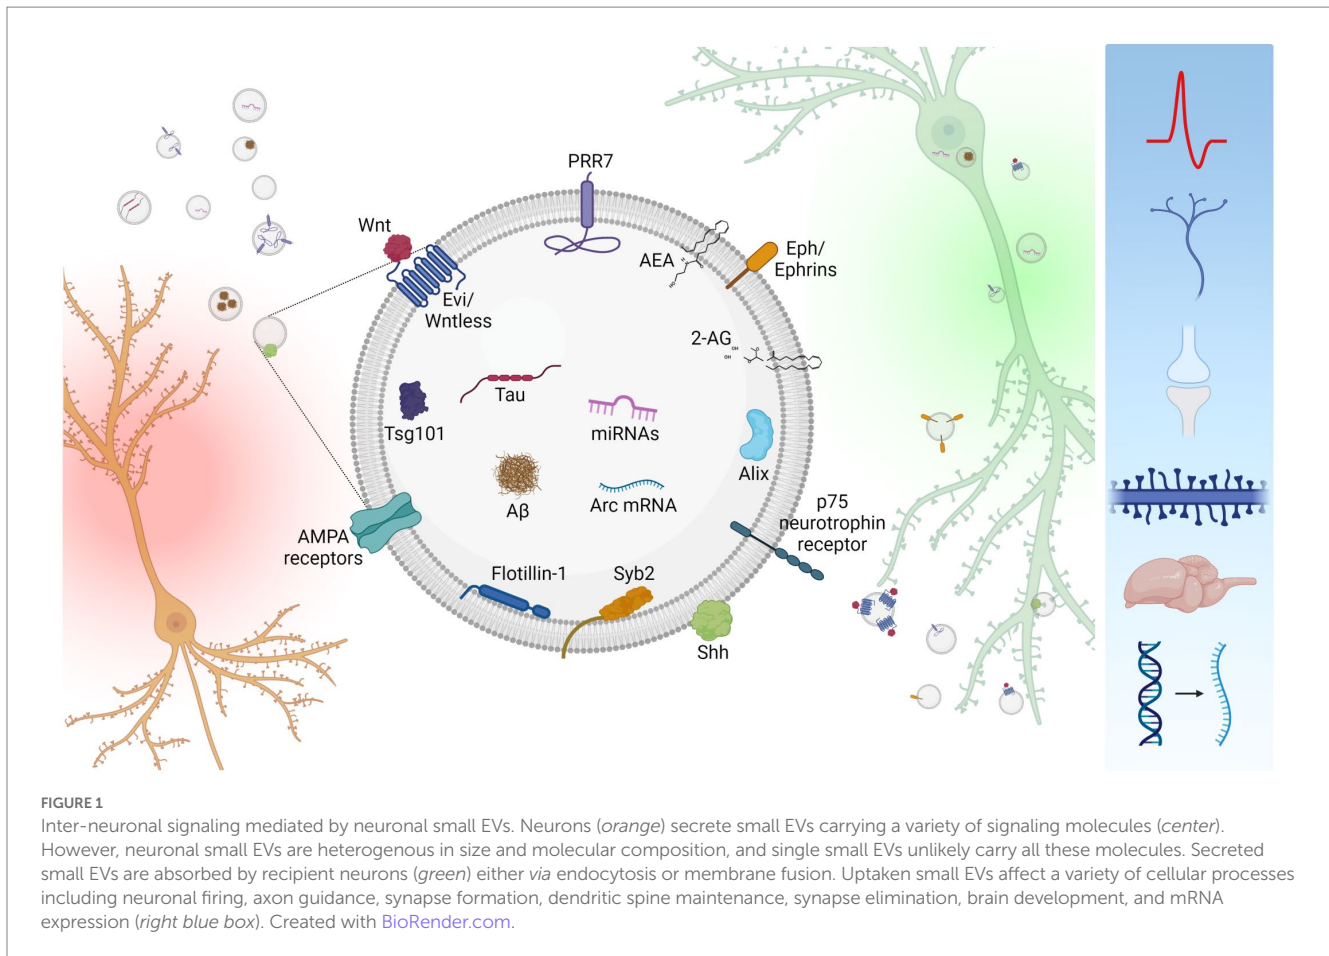 PRR7
Wnt
AEA
Eph/
Ephrins
Evi/
Wntless
2-AG
OH
OH
Tau
Tsg101
miRNAs
Alix
Aβ
Arc mRNA
p75
neurotrophin
receptor
AMPA
receptors
Flotillin-1
Syb2
Shh
FIGURE 1
Inter-neuronal signaling mediated by neuronal small EVs. Neurons (orange) secrete small EVs carrying a variety of signaling molecules (center).
However, neuronal small EVs are heterogenous in size and molecular composition, and single small EVs unlikely carry all these molecules. Secreted
small EVs are absorbed by recipient neurons (green) either via endocytosis or membrane fusion. Uptaken small EVs affect a variety of cellular processes
including neuronal firing, axon guidance, synapse formation, dendritic spine maintenance, synapse elimination, brain development, and mRNA
expression (right blue box). Created with BioRender.com.